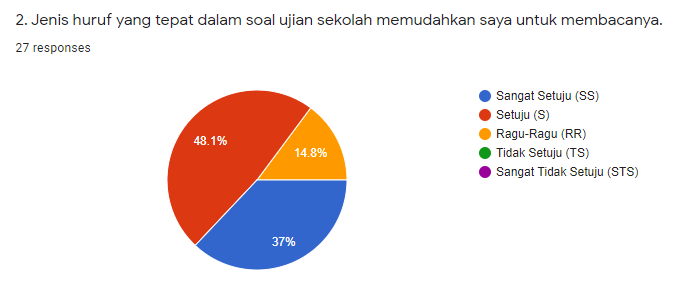 2. Jenis huruf yang tepat dalam soal ujian sekolah memudahkan saya untuk membacanya.
27 responses
48.1%
14.8%
37%
Sangat Setuju (SS)
Setuju (S)
Ragu-Ragu (RR)
Tidak Setuju (TS)
Sangat Tidak Setuju (STS)